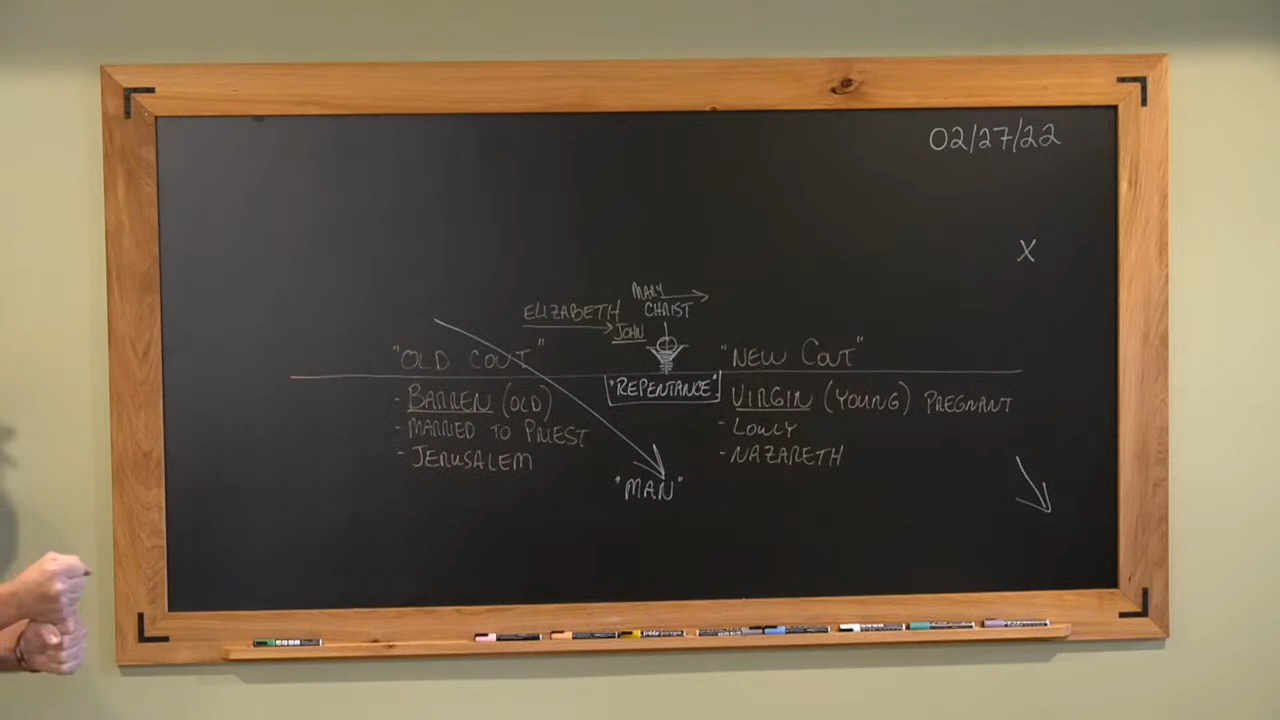 02/27/22
X
MARY
ELIZABETH
CHRIST
JOHN
"OLD COVT"
"NEW COVT"
"REPENTANCE"
- BARREN (OLD)
- MARRIED TO PRIEST
- JERUSALEM
VIRGIN (YOUNG) PREGNANT
- LOWLY
- NAZARETH
"MAN"